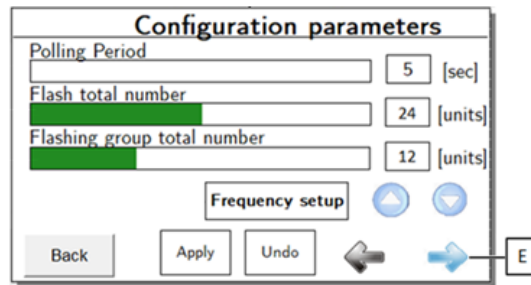 Configuration parameters
Polling Period
5 [sec]
Flash total number
24 [units]
Flashing group total number
12 [units]
Frequency setup
Back Apply Undo E